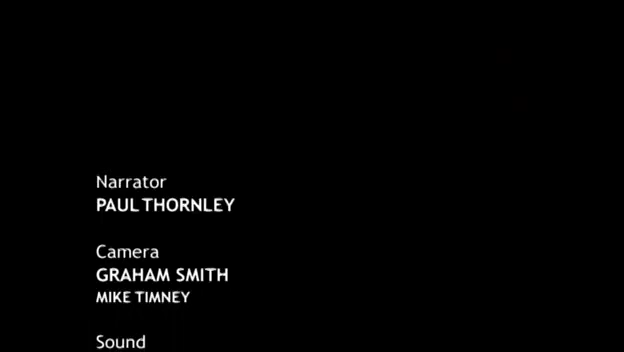 Narrator
PAUL THORNLEY
Camera
GRAHAM SMITH
MIKE TIMNEY
Sound